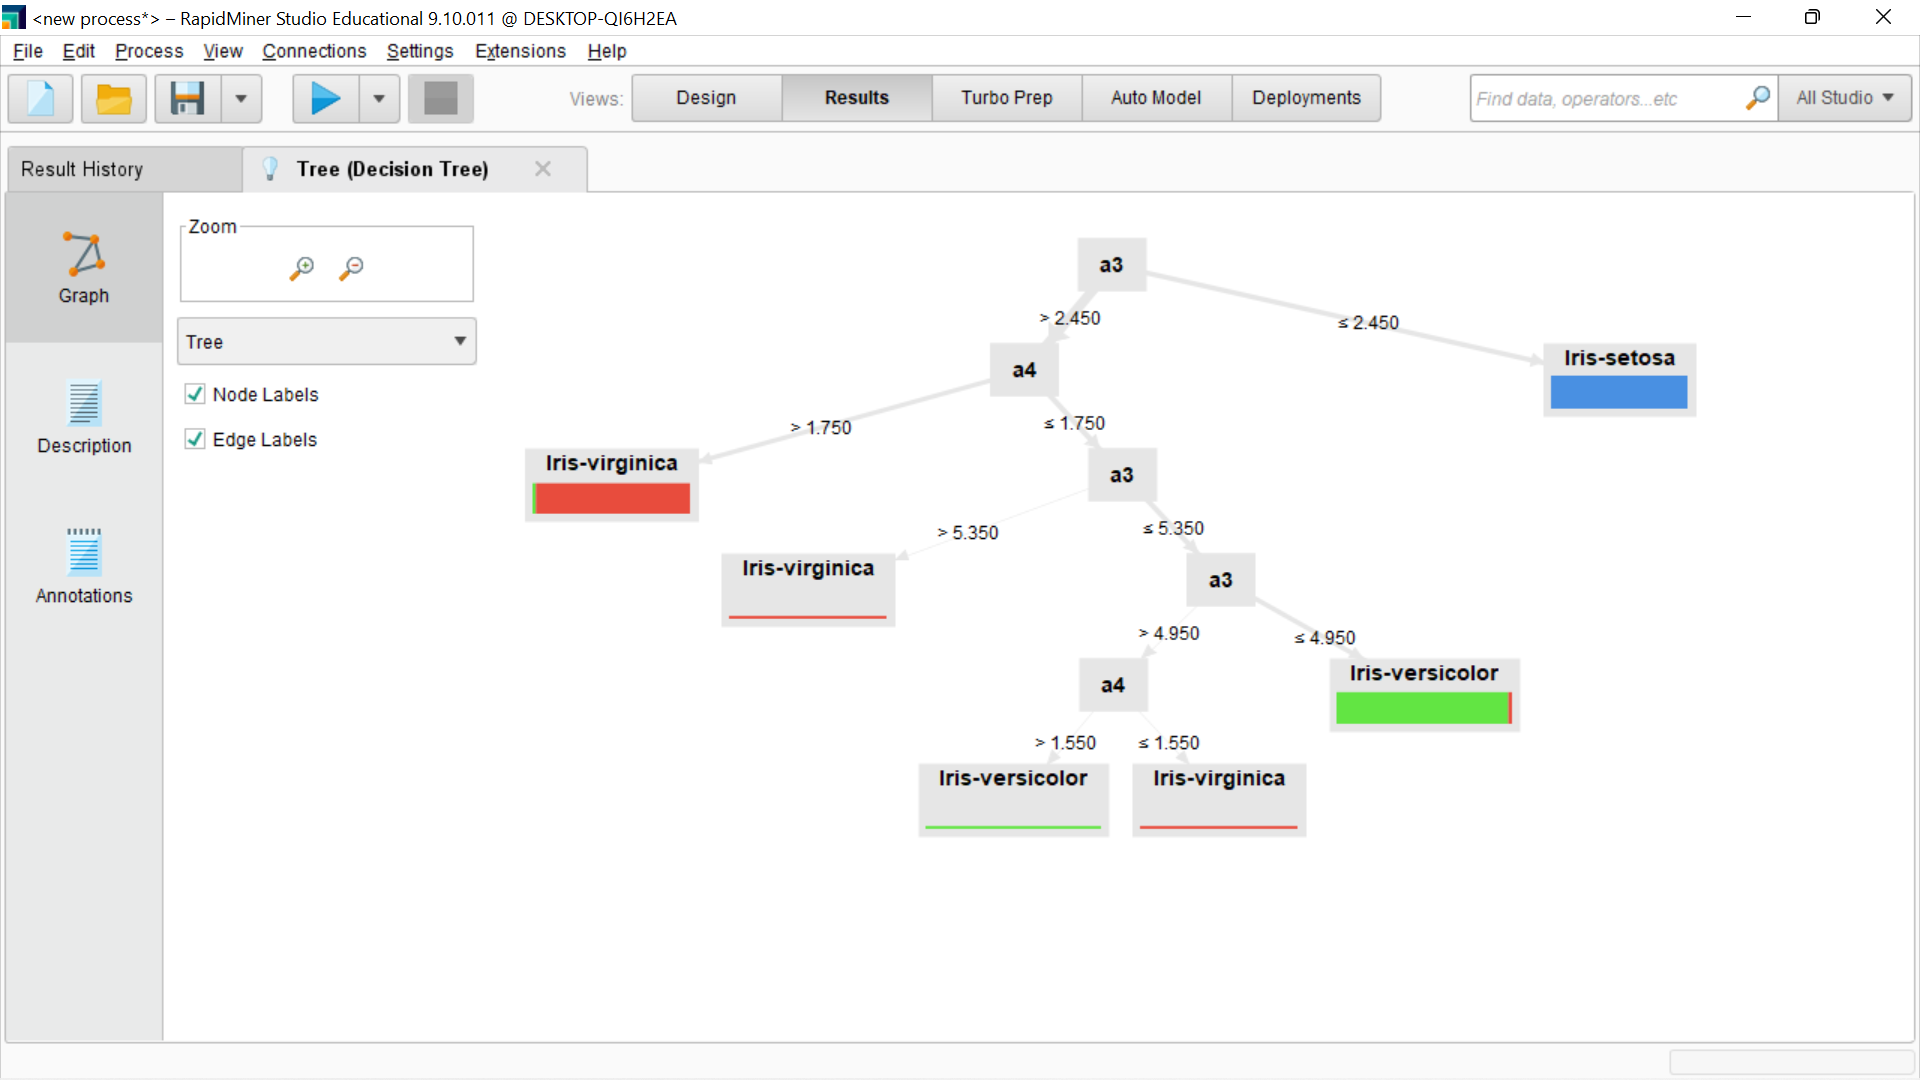 <new process*> – RapidMiner Studio Educational 9.10.011 @ DESKTOP-QI6H2EA
File Edit Process View Connections Settings Extensions Help
Views: Design Results Turbo Prep Auto Model Deployments Find data, operators...etc All Studio
Result History Tree (Decision Tree)
Graph
Description
Annotations
Zoom
Tree
Node Labels
Edge Labels
a3
> 2.450 ≤ 2.450
Iris-setosa
a4
> 1.750 ≤ 1.750
Iris-virginica
a3
> 5.350 ≤ 5.350
Iris-virginica
a3
> 4.950 ≤ 4.950
Iris-versicolor
a4
> 1.550 ≤ 1.550
Iris-versicolor Iris-virginica